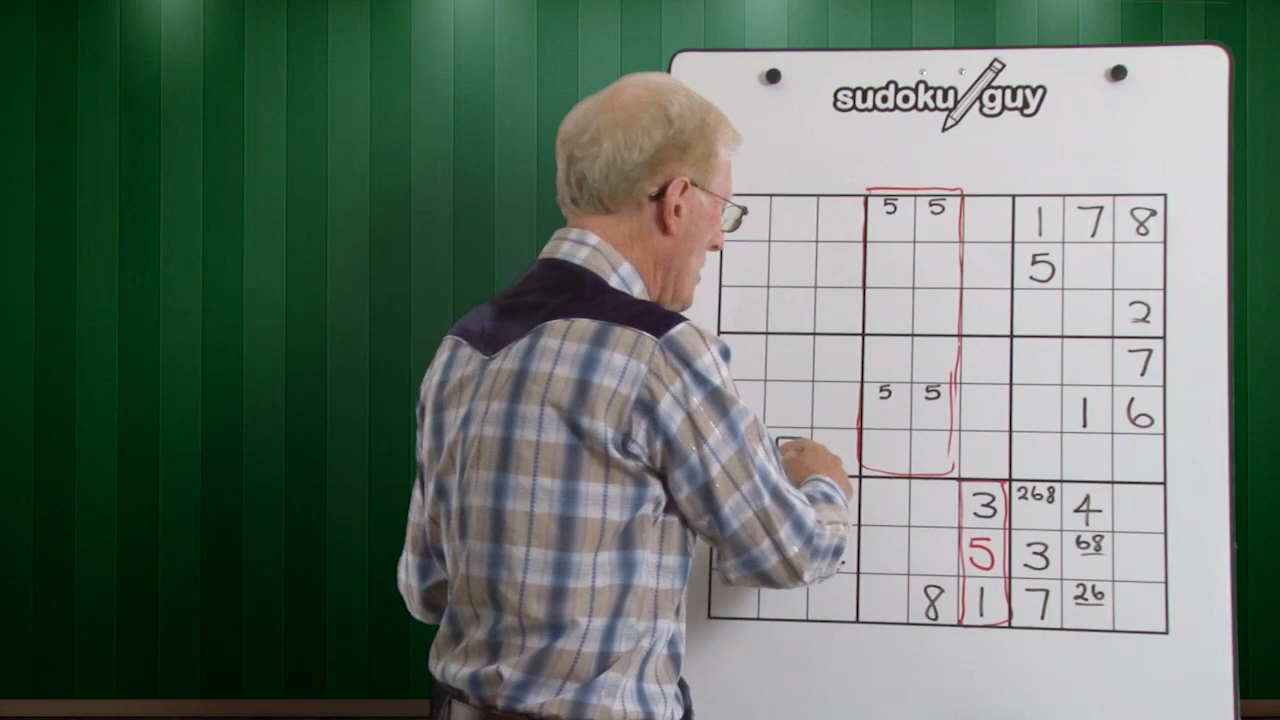 sudoku guy
5 5 1 7 8
5
2
7
5 5 1 6
3 268 4
5 3 68
8 1 7 26